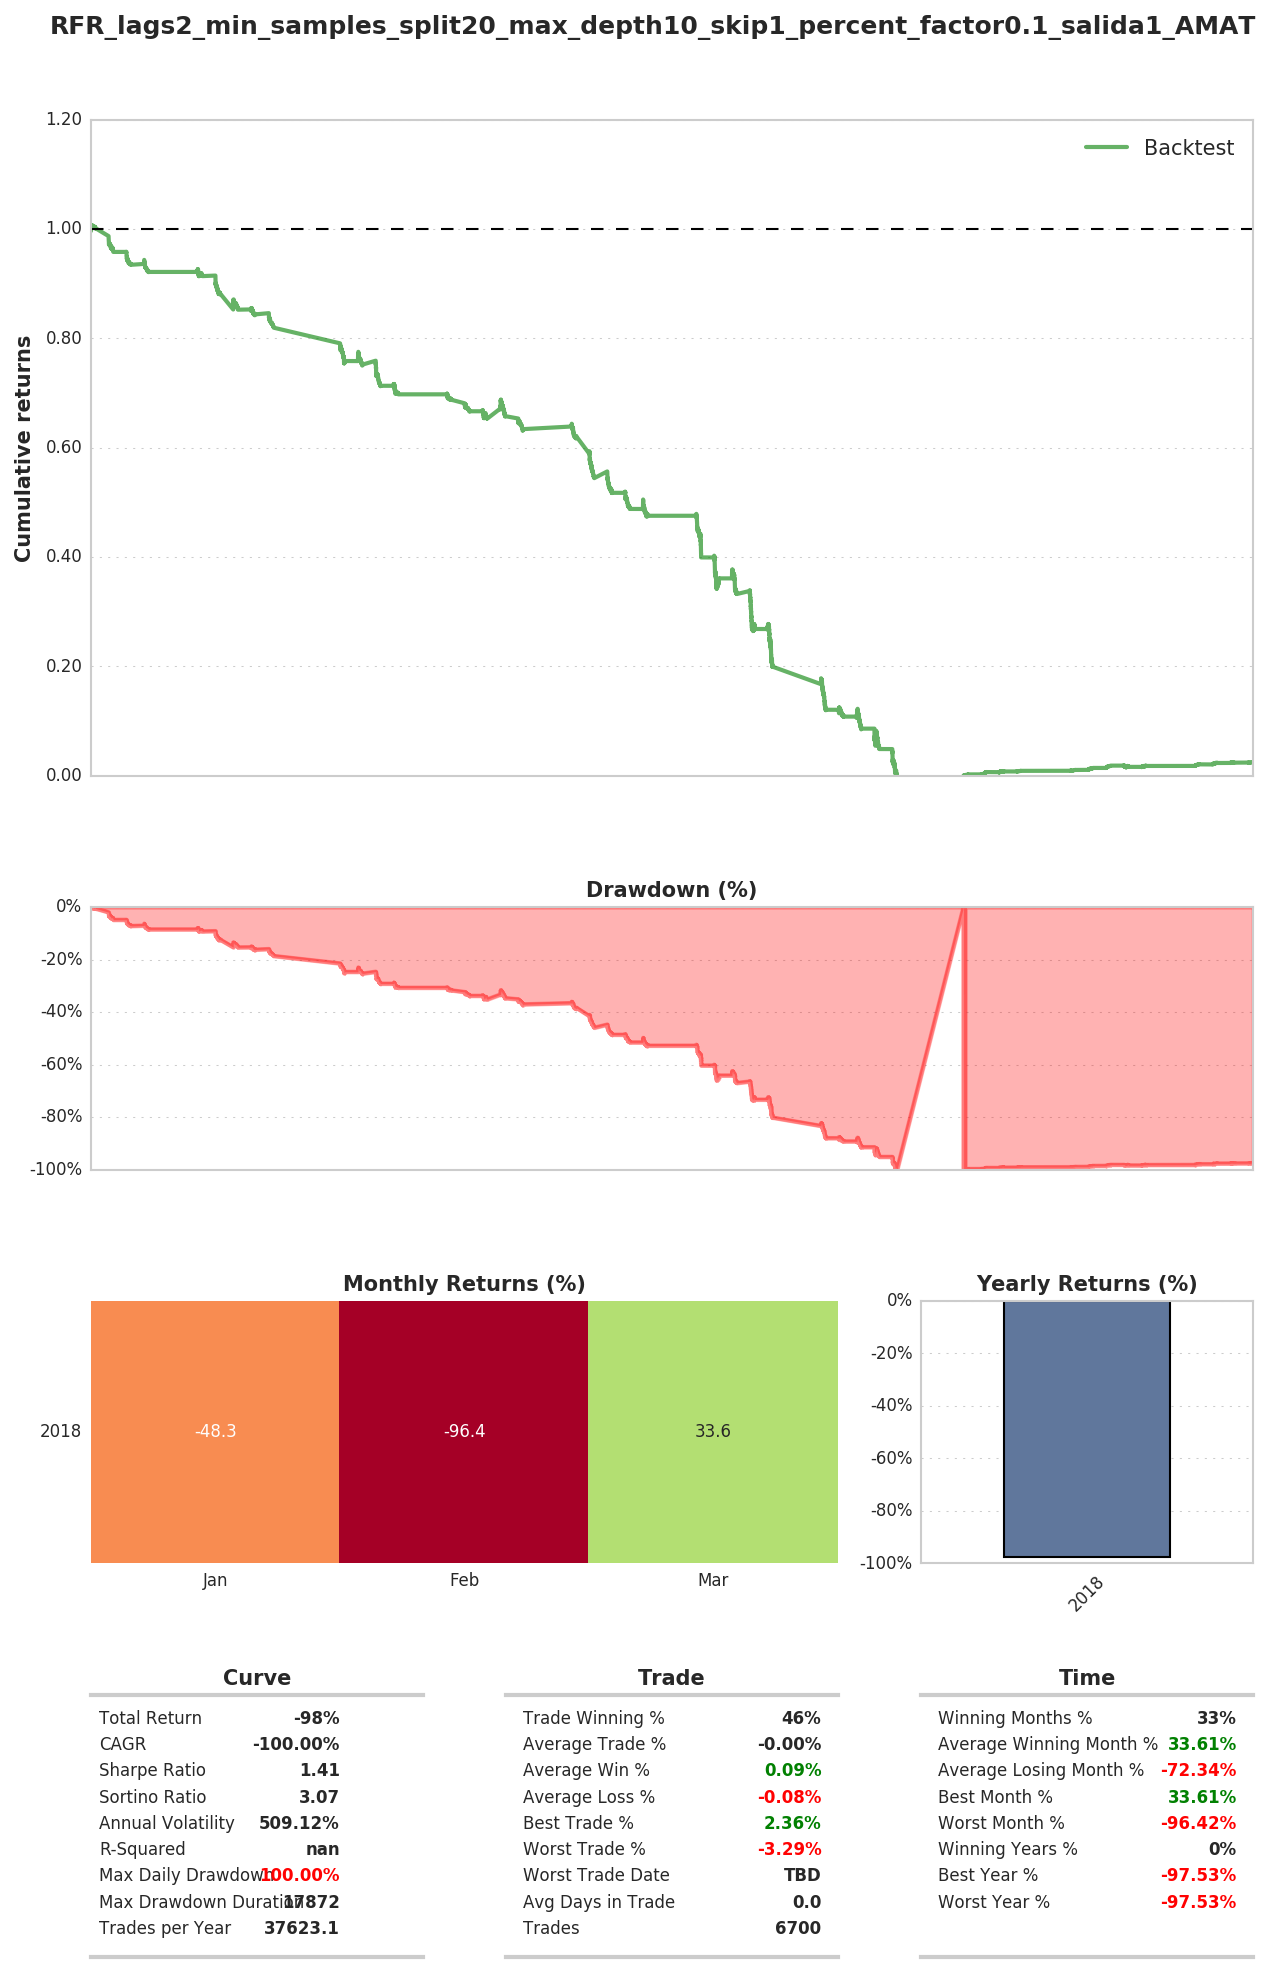 RFR_lags2_min_samples_split20_max_depth10_skip1_percent_factor0.1_salida1_AMAT
1.20
Backtest
1.00
0.80
0.60
Cumulative returns
0.40
0.20
0.00
Drawdown (%)
0%
-20%
-40%
-60%
-80%
-100%
Monthly Returns (%)
2018
-48.3
-96.4
33.6
Jan
Feb
Mar
Yearly Returns (%)
0%
-20%
-40%
-60%
-80%
-100%
2018
Curve
Total Return -98%
CAGR -100.00%
Sharpe Ratio 1.41
Sortino Ratio 3.07
Annual Volatility 509.12%
R-Squared nan
Max Daily Drawdown 100.00%
Max Drawdown Duration 17872
Trades per Year 37623.1
Trade
Trade Winning % 46%
Average Trade % -0.00%
Average Win % 0.09%
Average Loss % -0.08%
Best Trade % 2.36%
Worst Trade % -3.29%
Worst Trade Date TBD
Avg Days in Trade 0.0
Trades 6700
Time
Winning Months % 33%
Average Winning Month % 33.61%
Average Losing Month % -72.34%
Best Month % 33.61%
Worst Month % -96.42%
Winning Years % 0%
Best Year % -97.53%
Worst Year % -97.53%